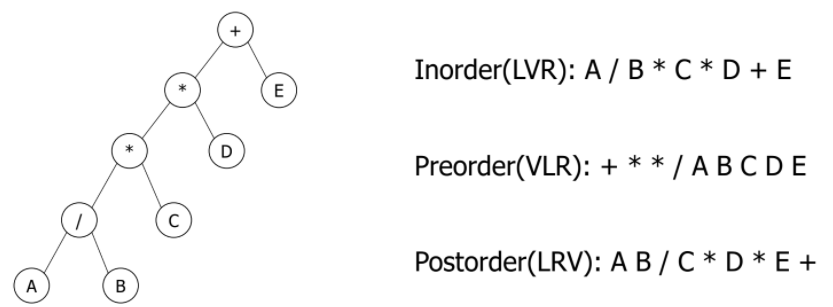 +
* E
Inorder(LVR): A / B * C * D + E
* D
Preorder(VLR): + * * / A B C D E
/ C
A B
Postorder(LRV): A B / C * D * E +